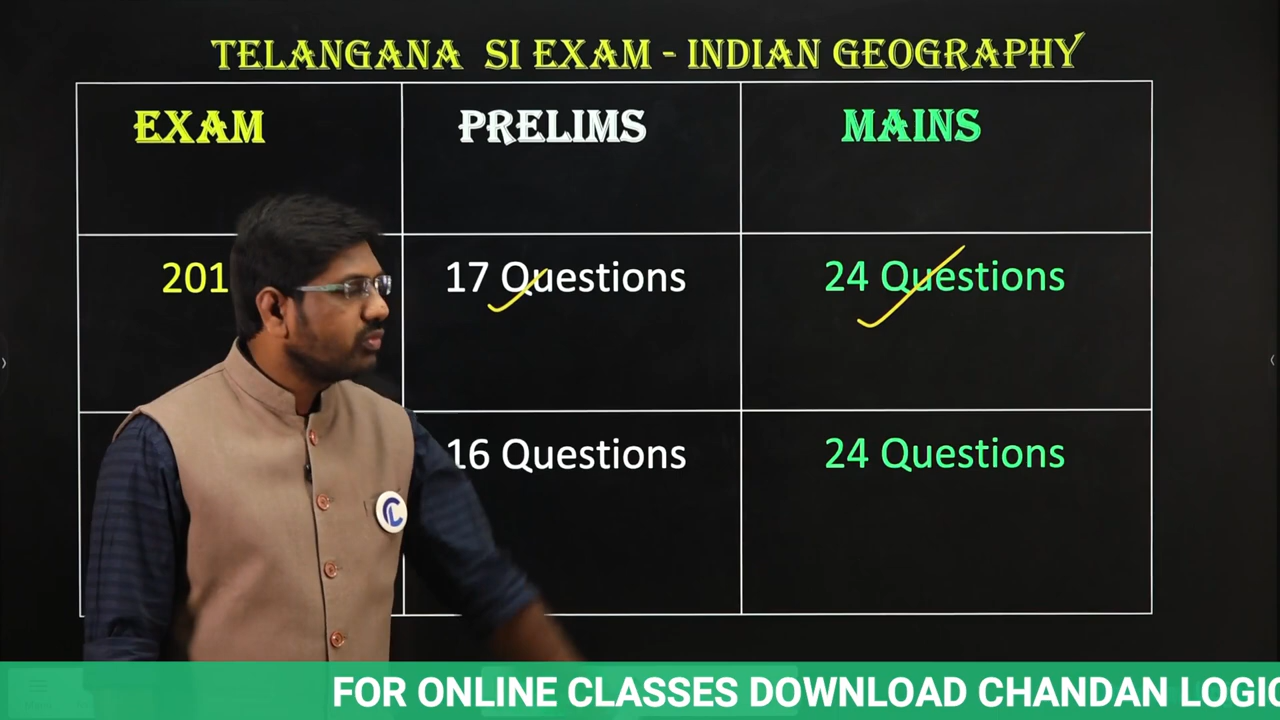 TELANGANA SI EXAM - INDIAN GEOGRAPHY
EXAM PRELIMS MAINS
201 17 Questions 24 Questions
16 Questions 24 Questions
FOR ONLINE CLASSES DOWNLOAD CHANDAN LOGIC